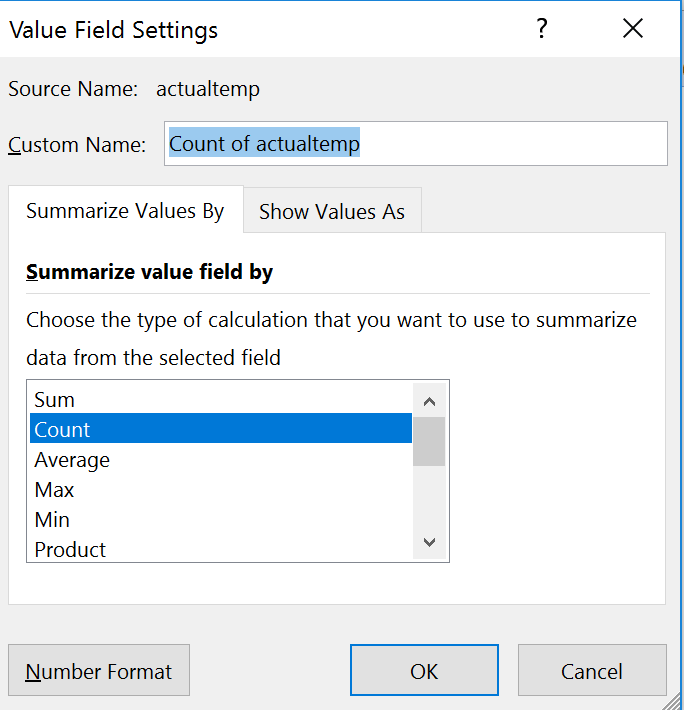 Value Field Settings ?
Source Name: actualtemp
Custom Name: Count of actualtemp
Summarize Values By Show Values As
Summarize value field by
Choose the type of calculation that you want to use to summarize
data from the selected field
Sum
Count
Average
Max
Min
Product
Number Format OK Cancel